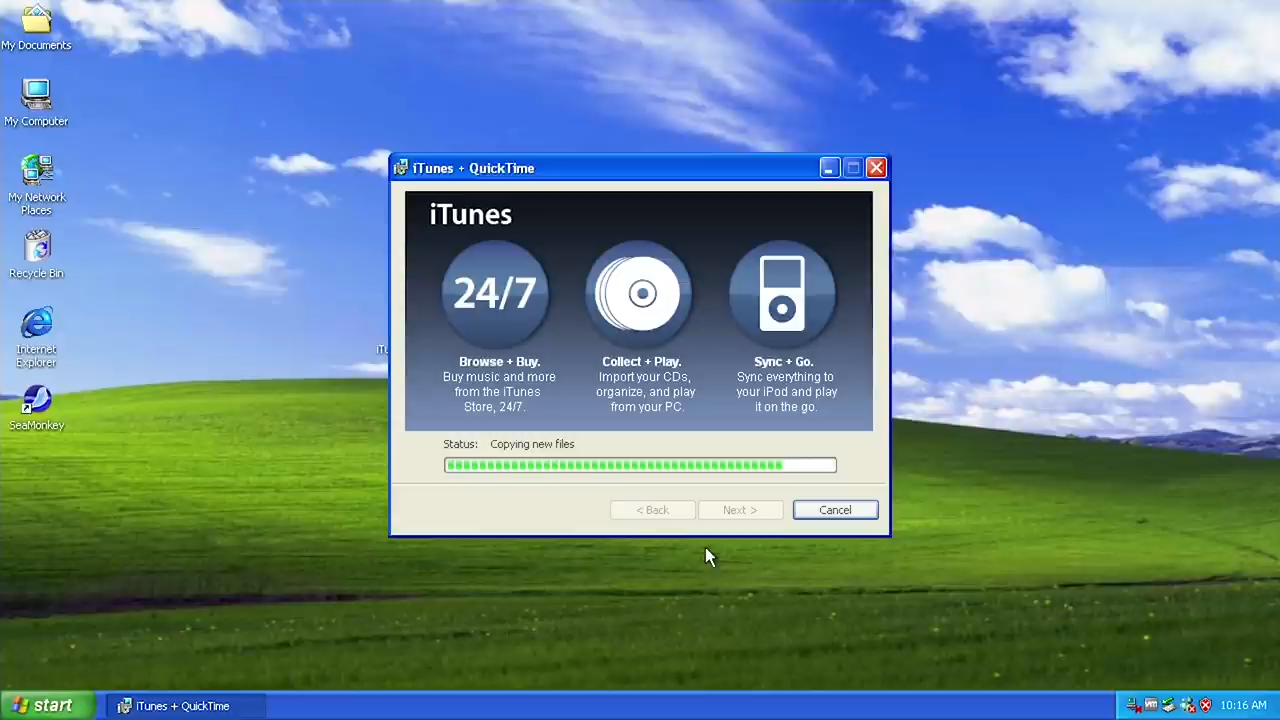 My Documents
My Computer
My Network
Places
Recycle Bin
Internet
Explorer
SeaMonkey
iTunes + QuickTime
iTunes
24/7
Browse + Buy.
Buy music and more
from the iTunes
Store, 24/7.
Collect + Play.
Import your CDs,
organize, and play
from your PC.
Sync + Go.
Sync everything to
your iPod and play
it on the go.
Status: Copying new files
< Back
Next >
Cancel
start
iTunes + QuickTime
10:16 AM